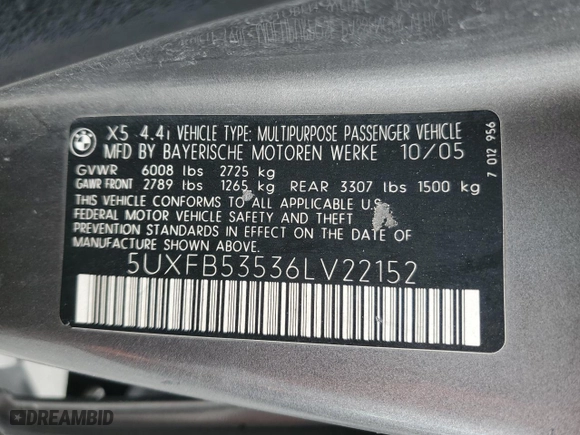 X5 4.4i VEHICLE TYPE: MULTIPURPOSE PASSENGER VEHICLE
MFD BY BAYERISCHE MOTOREN WERKE 10/05
GVWR 6008 lbs 2725 kg
GAWR FRONT 2789 lbs 1265 kg REAR 3307 lbs 1500 kg
THIS VEHICLE CONFORMS TO ALL APPLICABLE U.S.
FEDERAL MOTOR VEHICLE SAFETY AND THEFT
PREVENTION STANDARDS IN EFFECT ON THE DATE OF
MANUFACTURE SHOWN ABOVE.
5UXFB53536LV22152
7 012 956
DREAMBID